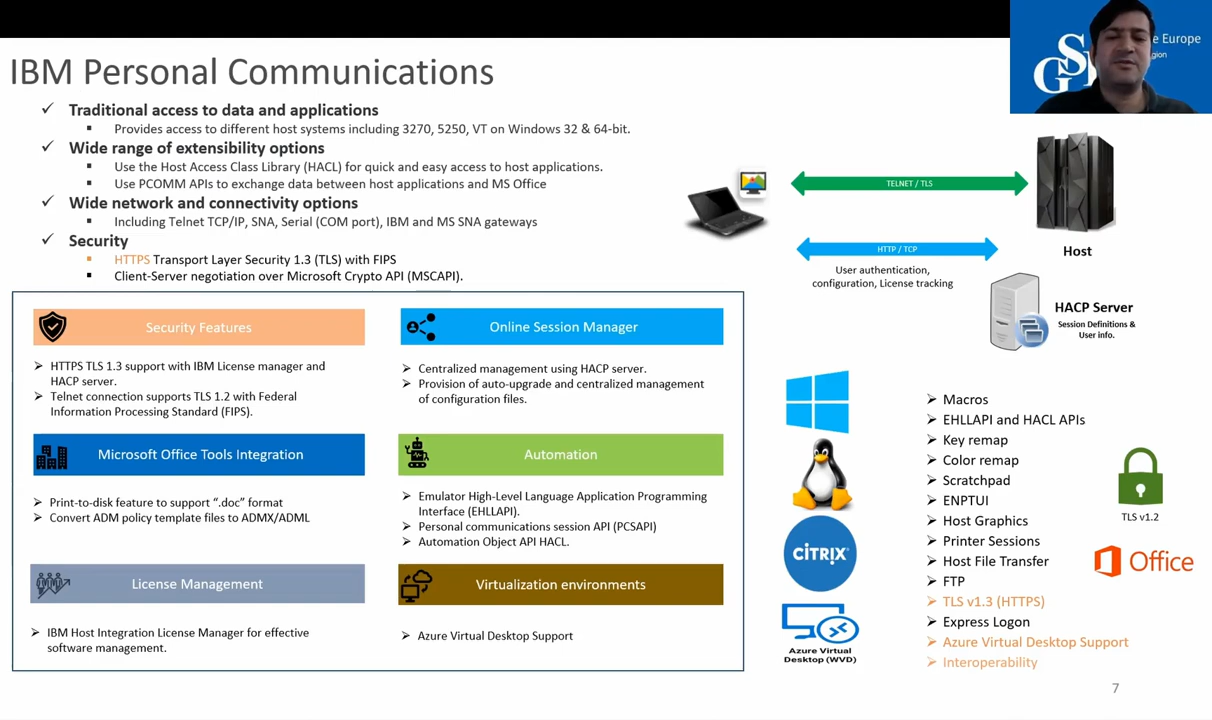 IBM Personal Communications
✓ Traditional access to data and applications
▪ Provides access to different host systems including 3270, 5250, VT on Windows 32 & 64-bit.
✓ Wide range of extensibility options
▪ Use the Host Access Class Library (HACL) for quick and easy access to host applications.
▪ Use PCOMM APIs to exchange data between host applications and MS Office
✓ Wide network and connectivity options
▪ Including Telnet TCP/IP, SNA, Serial (COM port), IBM and MS SNA gateways
✓ Security
▪ HTTPS Transport Layer Security 1.3 (TLS) with FIPS
▪ Client-Server negotiation over Microsoft Crypto API (MSCAPI).
Security Features
➢ HTTPS TLS 1.3 support with IBM License manager and
HACP server.
➢ Telnet connection supports TLS 1.2 with Federal
Information Processing Standard (FIPS).
Online Session Manager
➢ Centralized management using HACP server.
➢ Provision of auto-upgrade and centralized management
of configuration files.
Microsoft Office Tools Integration
➢ Print-to-disk feature to support “.doc” format
➢ Convert ADM policy template files to ADMX/ADML
Automation
➢ Emulator High-Level Language Application Programming
Interface (EHLLAPI).
➢ Personal communications session API (PCSAPI)
➢ Automation Object API HACL.
License Management
➢ IBM Host Integration License Manager for effective
software management.
Virtualization environments
➢ Azure Virtual Desktop Support
GS
e Europe
gion
TELNET / TLS
Host
HTTP / TCP
User authentication,
configuration, License tracking
HACP Server
Session Definitions &
User info.
CITRIX
Azure Virtual
Desktop (WVD)
➢ Macros
➢ EHLLAPI and HACL APIs
➢ Key remap
➢ Color remap
➢ Scratchpad
➢ ENPTUI
➢ Host Graphics
➢ Printer Sessions
➢ Host File Transfer
➢ FTP
➢ TLS v1.3 (HTTPS)
➢ Express Logon
➢ Azure Virtual Desktop Support
➢ Interoperability
TLS v1.2
Office
7